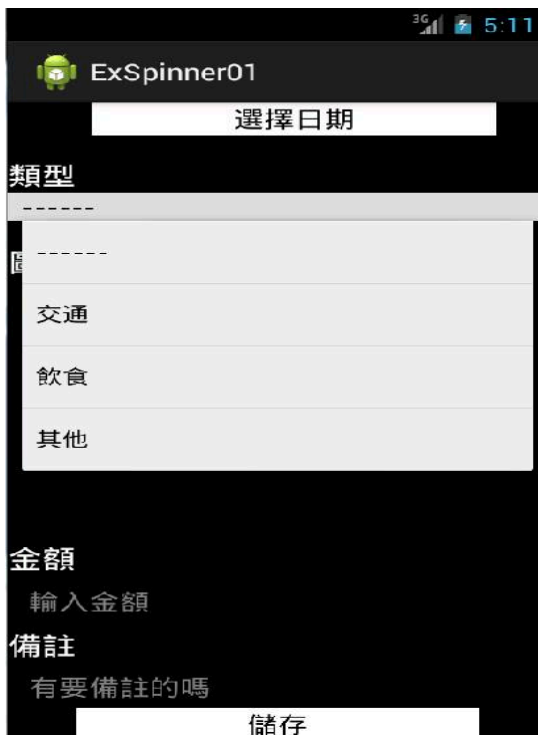 3G 5:11
ExSpinner01
選擇日期
類型
------
------
交通
飲食
其他
金額
輸入金額
備註
有要備註的嗎
儲存